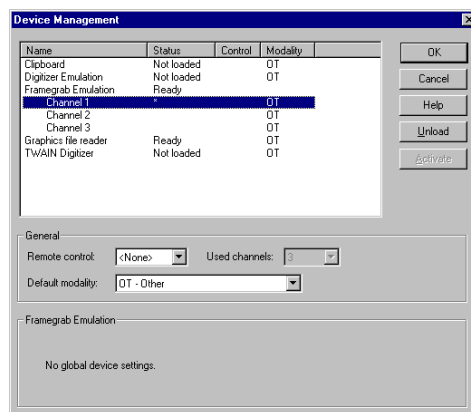 Device Management
Name Status Control Modality
Clipboard Not loaded OT
Digitizer Emulation Not loaded OT
Framegrab Emulation Ready
Channel 1 * OT
Channel 2 OT
Channel 3 OT
Graphics file reader Ready OT
TWAIN Digitizer Not loaded OT
OK
Cancel
Help
Unload
Activate
General
Remote control: <None> Used channels: 3
Default modality: OT - Other
Framegrab Emulation
No global device settings.